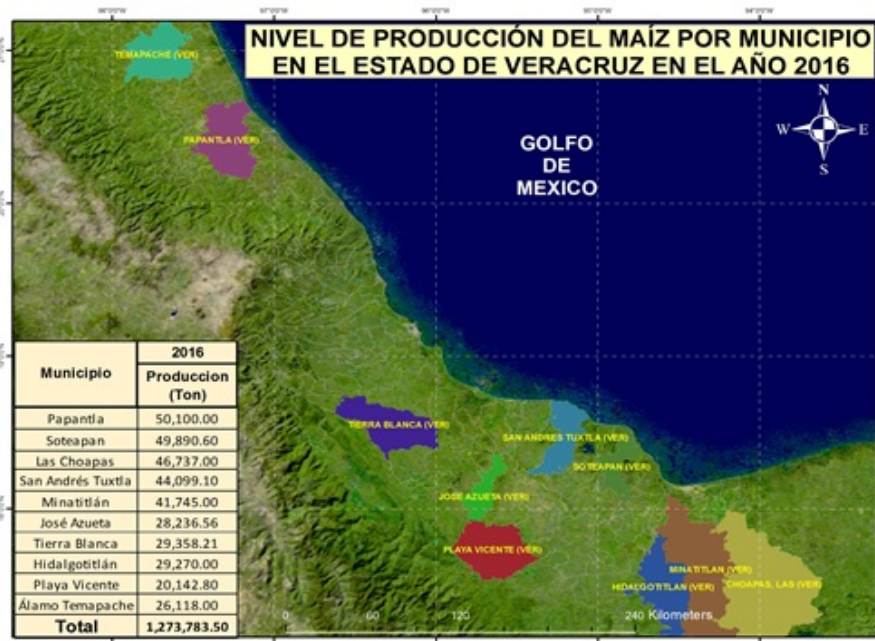 NIVEL DE PRODUCCIÓN DEL MAÍZ POR MUNICIPIO
EN EL ESTADO DE VERACRUZ EN EL AÑO 2016
TEMAPACHE (VER)
PAPANTLA (VER)
GOLFO
DE
MEXICO
N
W E
S
TIERRA BLANCA (VER)
SAN ANDRES TUXTLA (VER)
SOTEAPAN (VER)
JOSE AZUETA (VER)
PLAYA VICENTE (VER)
MINATITLAN (VER)
HIDALGOTITLAN (VER)
CHOAPAS, LAS (VER)
0 60 120 240 Kilometers
Municipio 2016
Produccion
(Ton)
Papantla 50,100.00
Soteapan 49,890.60
Las Choapas 46,737.00
San Andrés Tuxtla 44,099.10
Minatitlán 41,745.00
José Azueta 28,236.56
Tierra Blanca 29,358.21
Hidalgotitlán 29,270.00
Playa Vicente 20,142.80
Álamo Temapache 26,118.00
Total 1,273,783.50